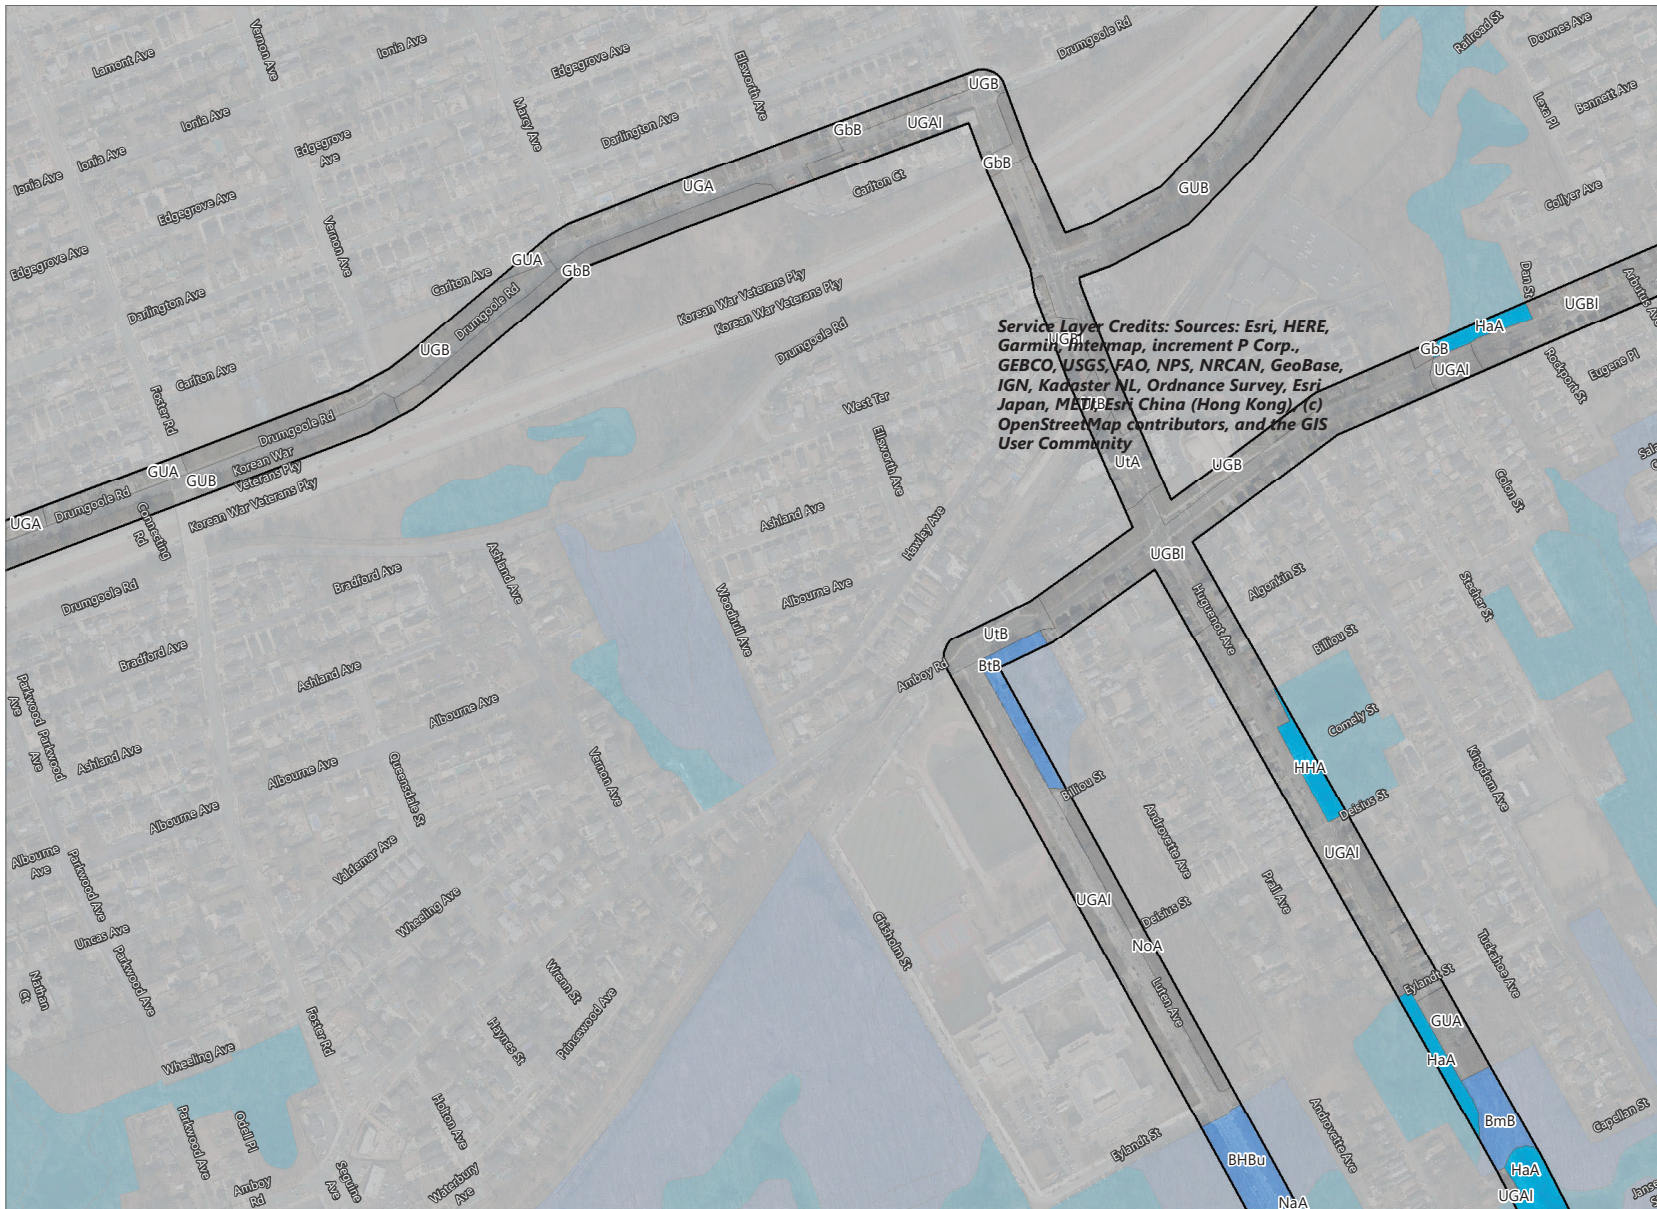 Lamont Ave
Vernon Ave
Ionia Ave
Edgegrove Ave
Ellsworth Ave
Drumgoole Rd
Railroad St
Downes Ave
UGB
Ionia Ave
Marcy Ave
Darlington Ave
GbB
UGAI
Lexa Pl
Bennett Ave
Ionia Ave
Ionia Ave
Edgegrove
Ave
UGA
GbB
Carlton Ct
GUB
Collyer Ave
Edgegrove Ave
Edgegrove Ave
Vernon Ave
GUA
GbB
Carlton Ave
Korean War Veterans Pky
Korean War Veterans Pky
Dan St
Arbutus Ave
Darlington Ave
Drumgoole Rd
Drumgoole Rd
UGBI
HaA
UGB
UGBI
Service Layer Credits: Sources: Esri, HERE,
Garmin, Intermap, increment P Corp.,
GEBCO, USGS, FAO, NPS, NRCAN, GeoBase,
IGN, Kadaster NL, Ordnance Survey, Esri
Japan, METI, Esri China (Hong Kong), (c)
OpenStreetMap contributors, and the GIS
User Community
GbB
UGAI
Rockport St
Eugene Pl
Carlton Ave
Foster Rd
West Ter
UtB
Drumgoole Rd
Ellsworth Ave
UtA
UGB
GUA
GUB
Korean War
Veterans Pky
Korean War Veterans Pky
Drumgoole Rd
UGA
Connecting
Rd
Ashland Ave
Hawley Ave
Colon St
UGBI
Drumgoole Rd
Bradford Ave
Ashland Ave
Woodhull Ave
Albourne Ave
Huguenot Ave
Algonkin St
Stecher St
Bradford Ave
UtB
Billiou St
BtB
Amboy Rd
Ashland Ave
Parkwood
Ave
Albourne Ave
Comely St
Parkwood
Ave
Ashland Ave
Albourne Ave
Queensdale St
Vernon Ave
HHA
Kingdom Ave
Billiou St
Deisius St
Albourne Ave
Androvette Ave
Albourne
Ave
Parkwood Ave
Valdemar Ave
UGAI
UGAI
Prall Ave
Wheeling Ave
Deisius St
Uncas Ave
Chisholm St
NoA
Parkwood Ave
Nathan
Ct
Wrenn St
Luten Ave
Eylandt St
Tuckahoe Ave
Foster Rd
Haynes St
Princewood Ave
GUA
Wheeling Ave
HaA
Parkwood Ave
Odell Pl
Holton Ave
Eylandt St
Androvette Ave
BmB
Capellan St
BHBu
HaA
Amboy
Rd
Seguine
Ave
Waterbury
Ave
NaA
UGAI